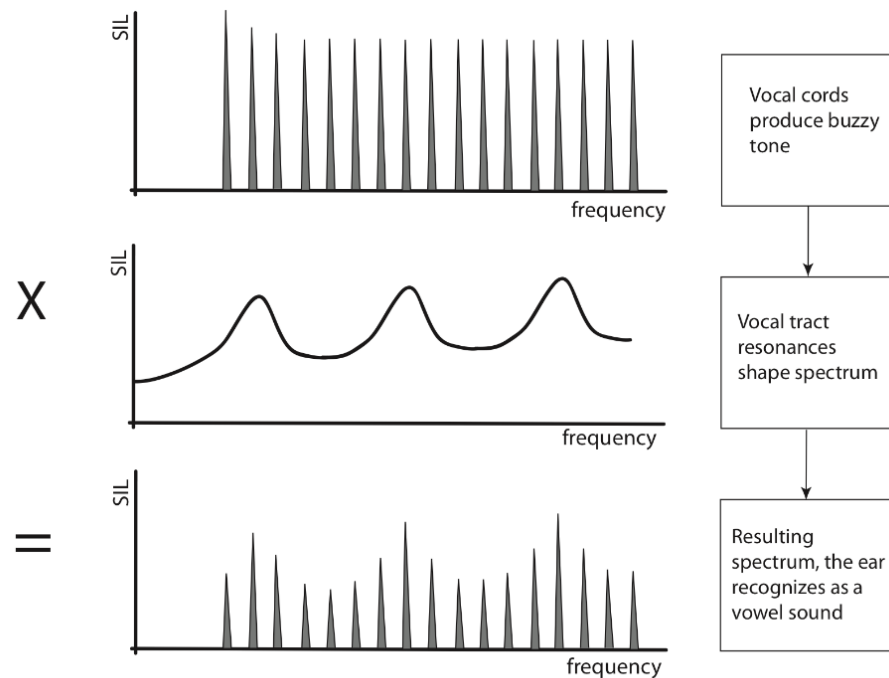 SIL
frequency
Vocal cords
produce buzzy
tone
X
SIL
frequency
Vocal tract
resonances
shape spectrum
=
SIL
frequency
Resulting
spectrum, the ear
recognizes as a
vowel sound